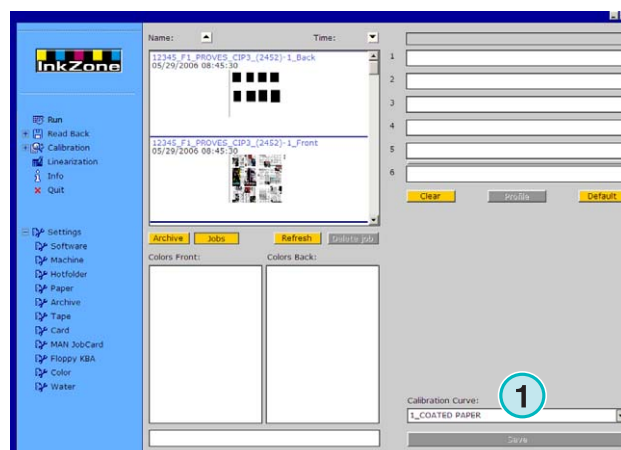 InkZone
Run
Read Back
Calibration
Linearization
Info
Quit
Settings
Software
Machine
Hotfolder
Paper
Archive
Tape
Card
MAN JobCard
Floppy KBA
Color
Water
Name:
Time:
12345_F1_PROVES_CIP3_(2452)-1_Back
05/29/2006 08:45:30
12345_F1_PROVES_CIP3_(2452)-1_Front
05/29/2006 08:45:30
Archive
Jobs
Refresh
Delete job
Colors Front:
Colors Back:
1
2
3
4
5
6
Clear
Profile
Default
Calibration Curve:
1
1_COATED PAPER
Save